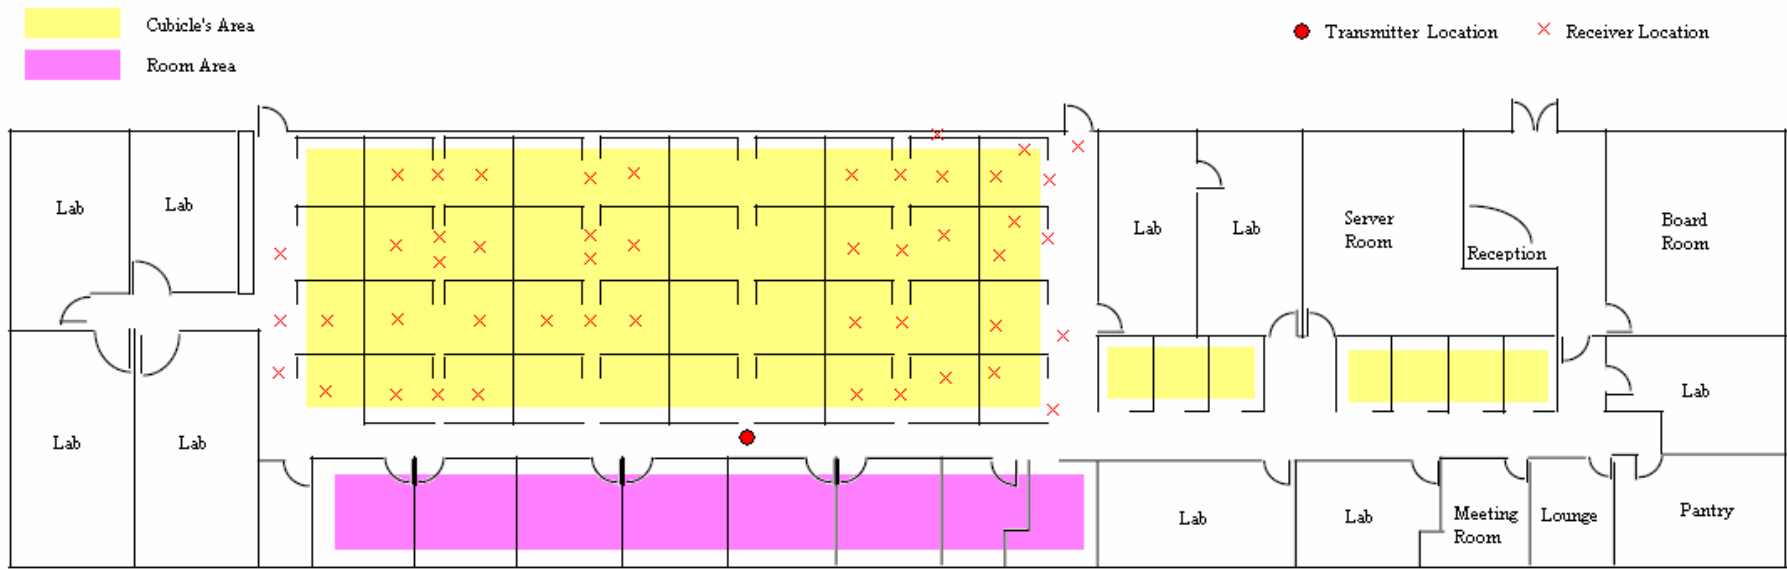 Cubicle's Area
Transmitter Location
Receiver Location
Room Area
Lab
Lab
Lab
Lab
Server
Room
Reception
Board
Room
Lab
Lab
Lab
Lab
Lab
Meeting
Room
Lounge
Pantry